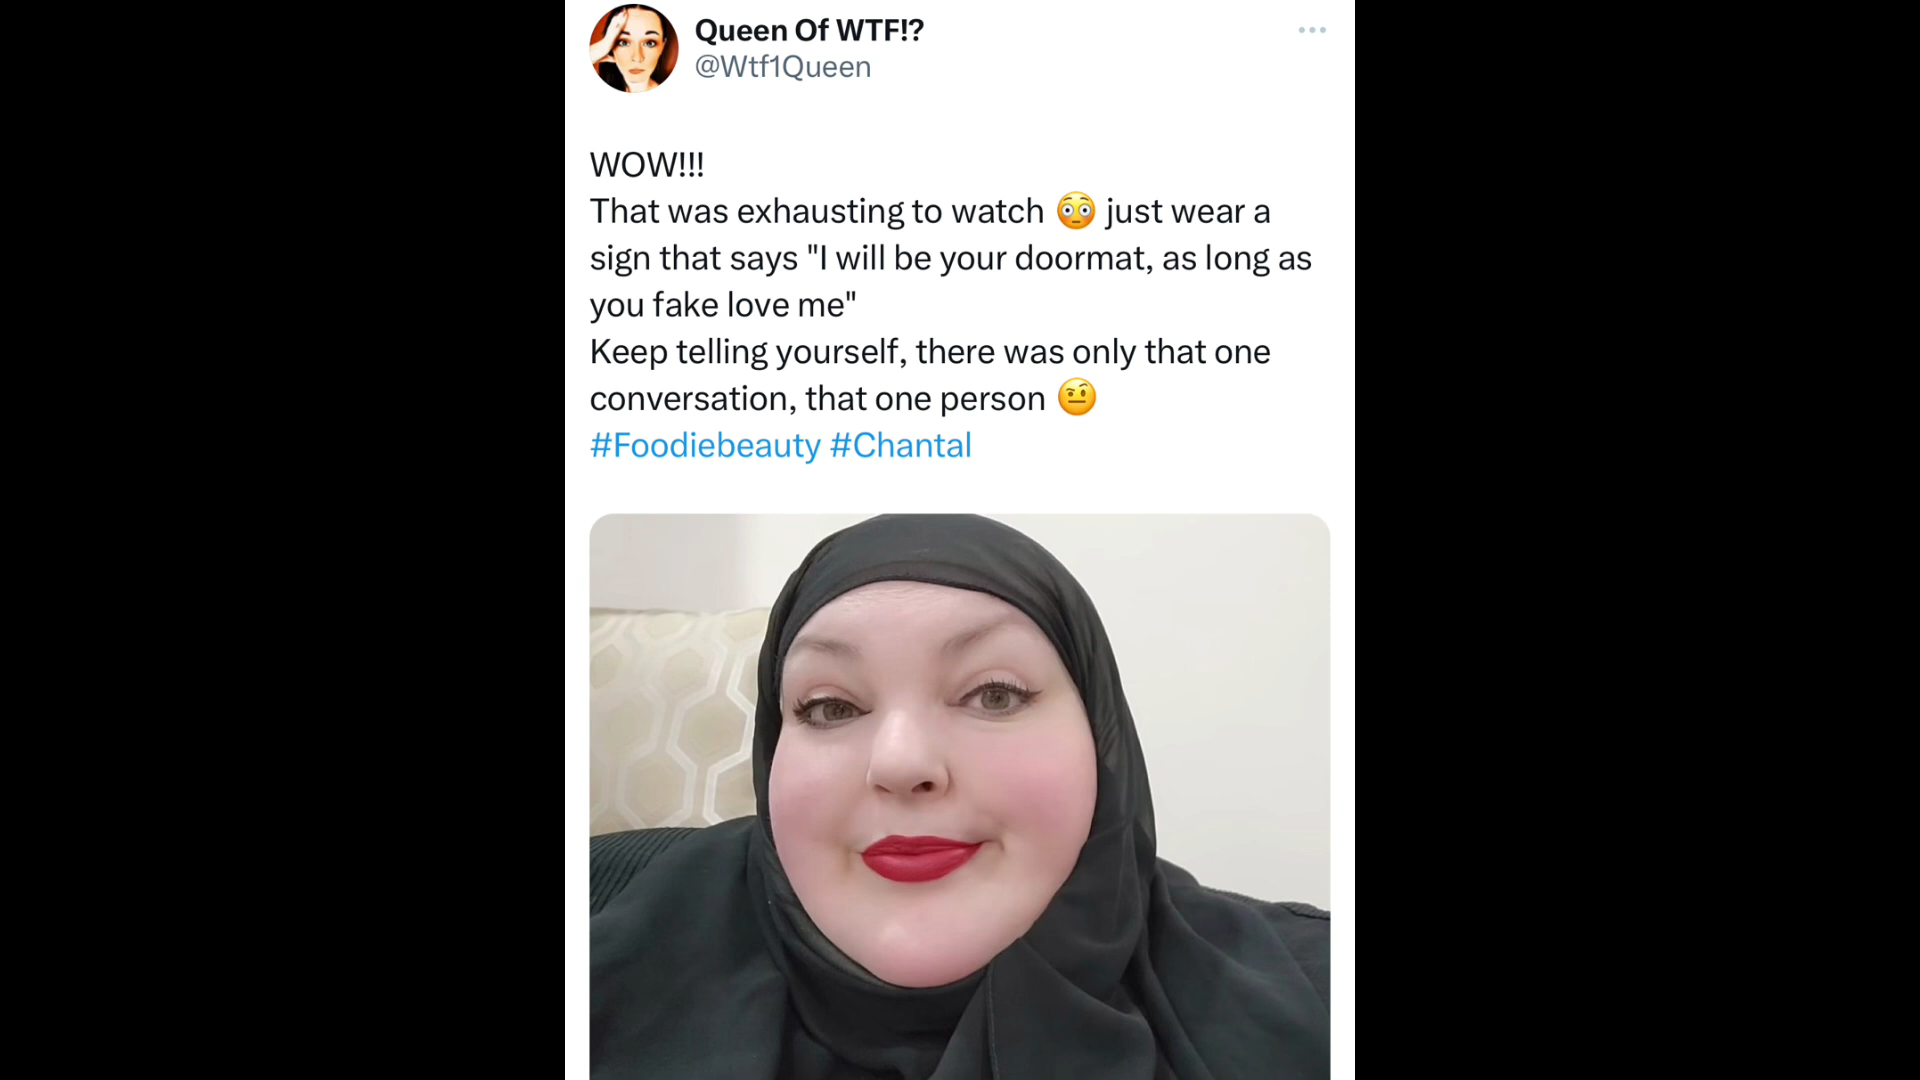 Queen Of WTF!?
@Wtf1Queen
WOW!!!
That was exhausting to watch 😳 just wear a
sign that says "I will be your doormat, as long as
you fake love me"
Keep telling yourself, there was only that one
conversation, that one person 🤨
#Foodiebeauty #Chantal